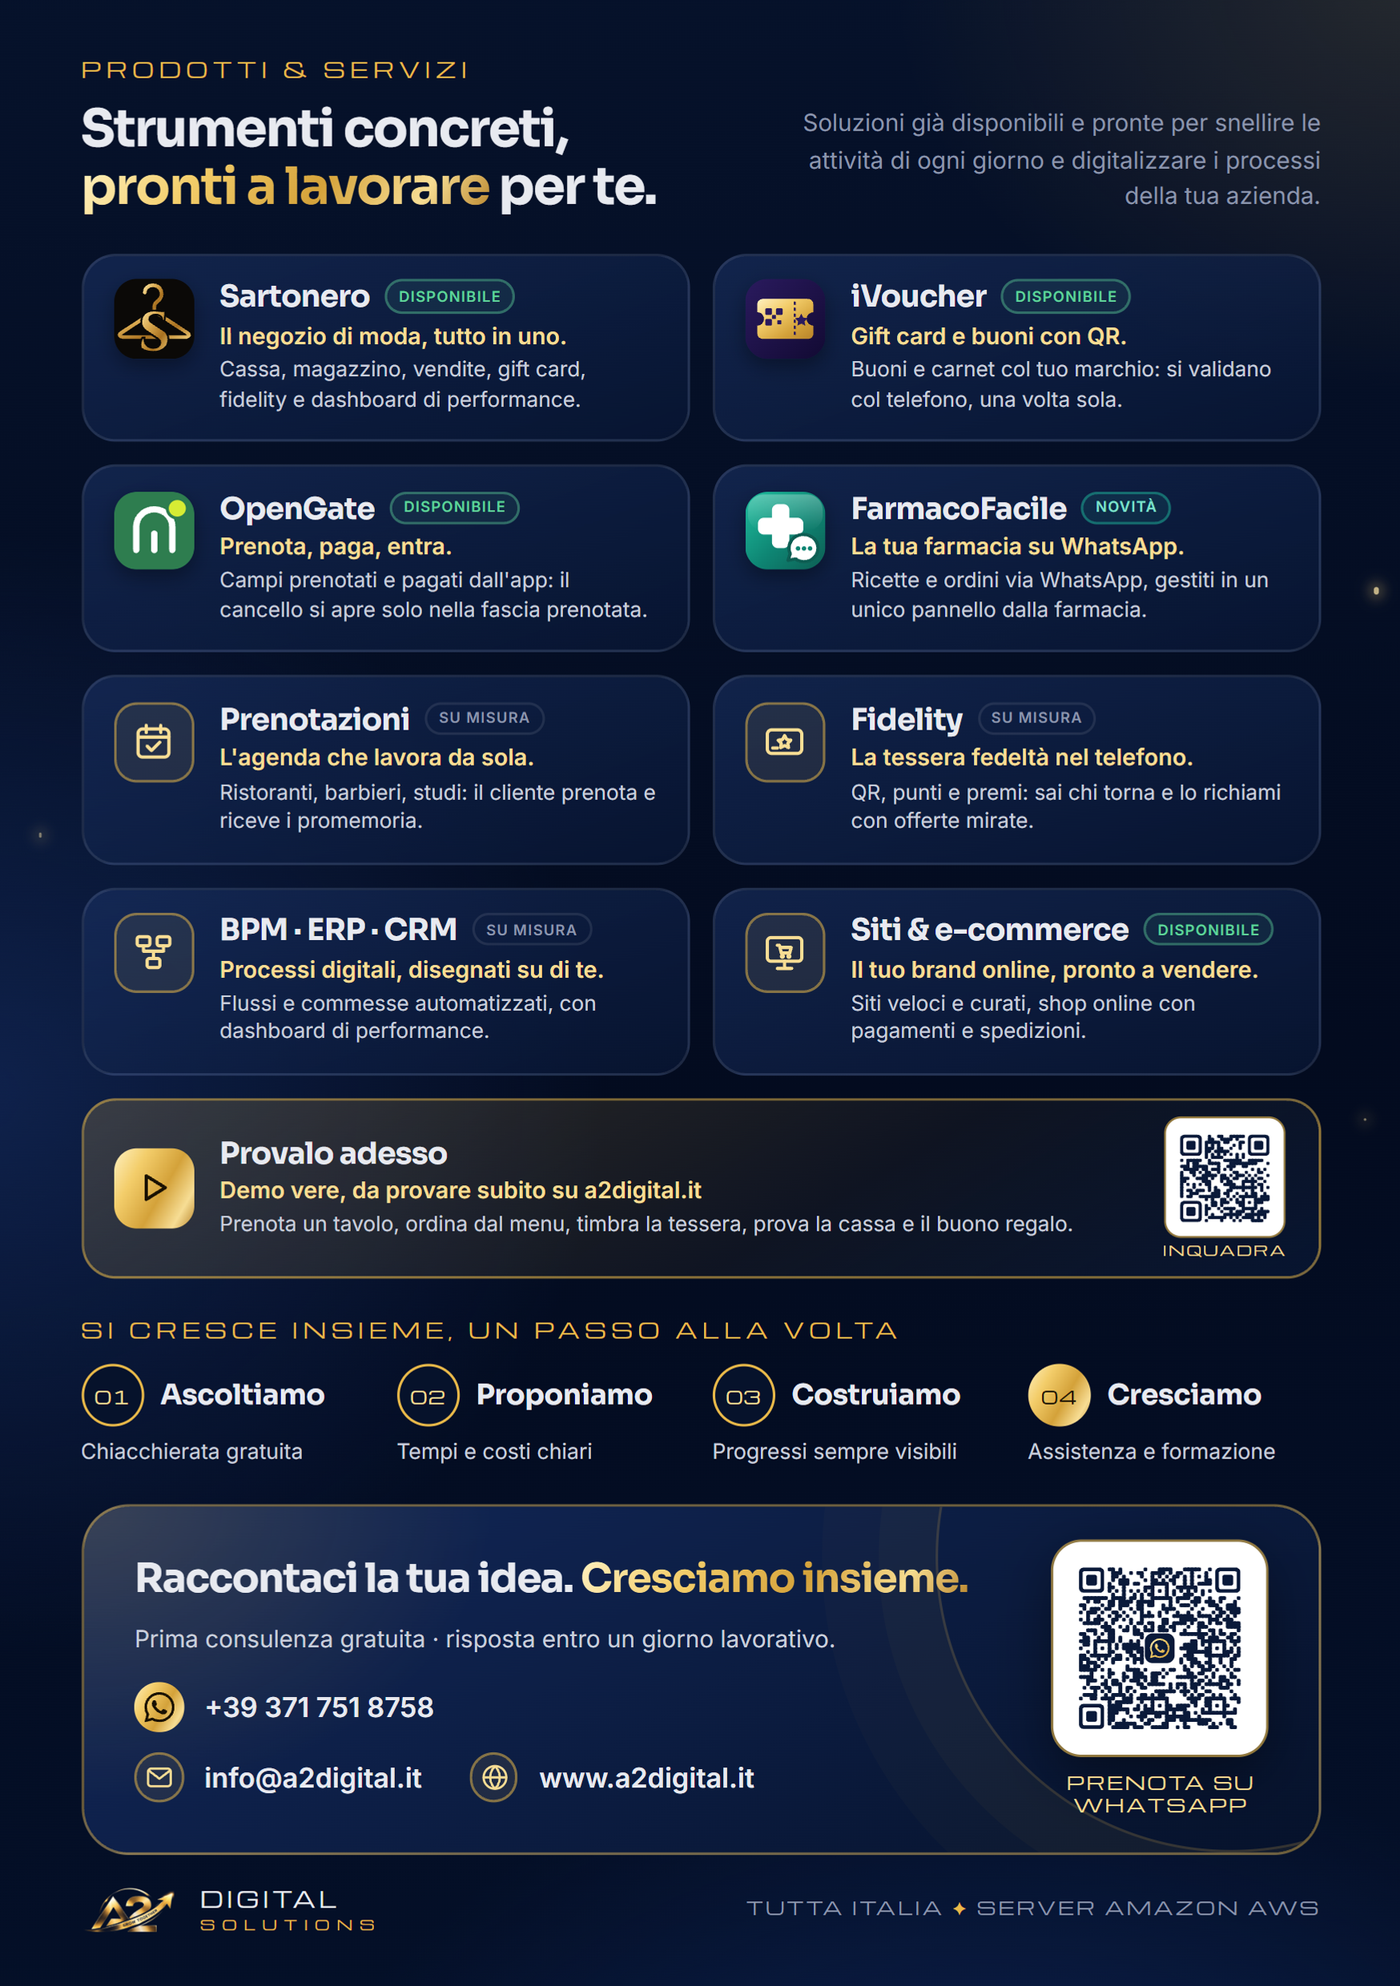 PRODOTTI & SERVIZI
Strumenti concreti,
pronti a lavorare per te.
Soluzioni già disponibili e pronte per snellire le
attività di ogni giorno e digitalizzare i processi
della tua azienda.
Sartonero DISPONIBILE
Il negozio di moda, tutto in uno.
Cassa, magazzino, vendite, gift card,
fidelity e dashboard di performance.
iVoucher DISPONIBILE
Gift card e buoni con QR.
Buoni e carnet col tuo marchio: si validano
col telefono, una volta sola.
OpenGate DISPONIBILE
Prenota, paga, entra.
Campi prenotati e pagati dall'app: il
cancello si apre solo nella fascia prenotata.
FarmacoFacile NOVITÀ
La tua farmacia su WhatsApp.
Ricette e ordini via WhatsApp, gestiti in un
unico pannello dalla farmacia.
Prenotazioni SU MISURA
L'agenda che lavora da sola.
Ristoranti, barbieri, studi: il cliente prenota e
riceve i promemoria.
Fidelity SU MISURA
La tessera fedeltà nel telefono.
QR, punti e premi: sai chi torna e lo richiami
con offerte mirate.
BPM · ERP · CRM SU MISURA
Processi digitali, disegnati su di te.
Flussi e commesse automatizzati, con
dashboard di performance.
Siti & e-commerce DISPONIBILE
Il tuo brand online, pronto a vendere.
Siti veloci e curati, shop online con
pagamenti e spedizioni.
Provalo adesso
Demo vere, da provare subito su a2digital.it
Prenota un tavolo, ordina dal menu, timbra la tessera, prova la cassa e il buono regalo.
INQUADRA
SI CRESCE INSIEME, UN PASSO ALLA VOLTA
01 Ascoltiamo
Chiacchierata gratuita
02 Proponiamo
Tempi e costi chiari
03 Costruiamo
Progressi sempre visibili
04 Cresciamo
Assistenza e formazione
Raccontaci la tua idea. Cresciamo insieme.
Prima consulenza gratuita · risposta entro un giorno lavorativo.
+39 371 751 8758
info@a2digital.it
www.a2digital.it
PRENOTA SU
WHATSAPP
A2
DIGITAL
SOLUTIONS
TUTTA ITALIA ✦ SERVER AMAZON AWS